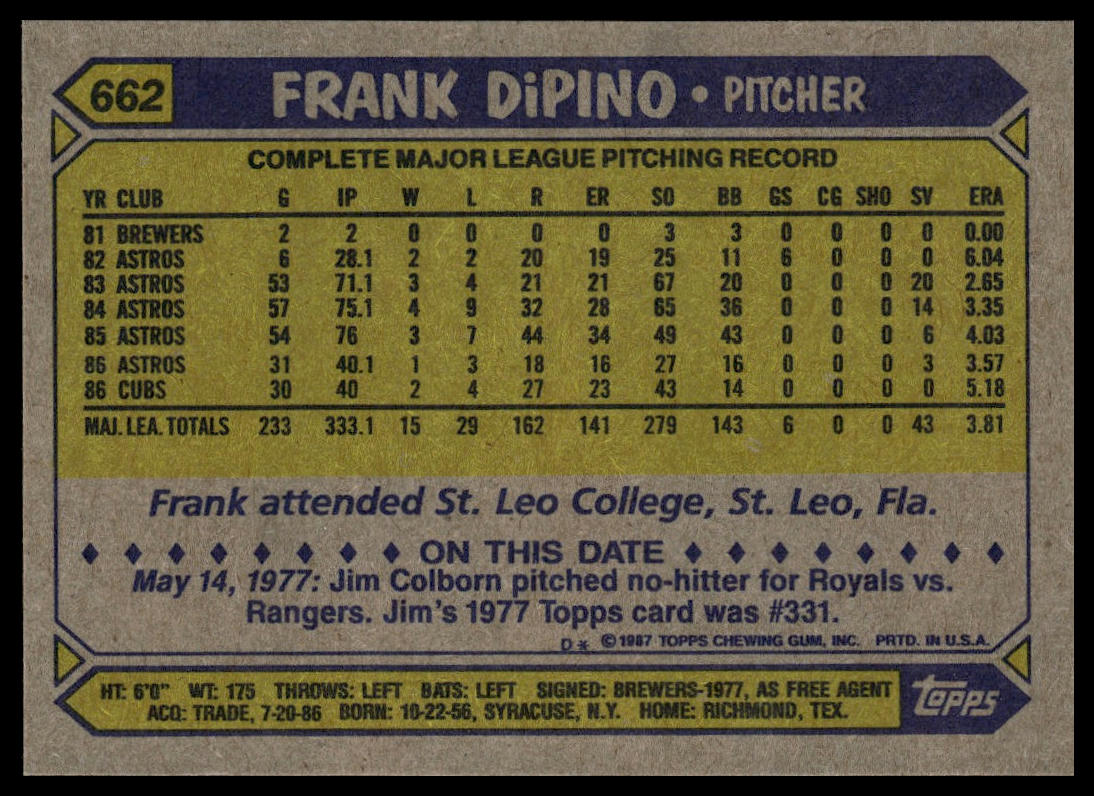 662 FRANK DiPINO • PITCHER
COMPLETE MAJOR LEAGUE PITCHING RECORD
YR CLUB G IP W L R ER SO BB GS CG SHO SV ERA
81 BREWERS 2 2 0 0 0 0 3 3 0 0 0 0 0.00
82 ASTROS 6 28.1 2 2 20 19 25 11 6 0 0 0 6.04
83 ASTROS 53 71.1 3 4 21 21 67 20 0 0 0 20 2.65
84 ASTROS 57 75.1 4 9 32 28 65 36 0 0 0 14 3.35
85 ASTROS 54 76 3 7 44 34 49 43 0 0 0 6 4.03
86 ASTROS 31 40.1 1 3 18 16 27 16 0 0 0 3 3.57
86 CUBS 30 40 2 4 27 23 43 14 0 0 0 0 5.18
MAJ. LEA. TOTALS 233 333.1 15 29 162 141 279 143 6 0 0 43 3.81
Frank attended St. Leo College, St. Leo, Fla.
ON THIS DATE
May 14, 1977: Jim Colborn pitched no-hitter for Royals vs.
Rangers. Jim's 1977 Topps card was #331.
D* ©1987 TOPPS CHEWING GUM, INC. PRTD. IN U.S.A.
HT: 6'0" WT: 175 THROWS: LEFT BATS: LEFT SIGNED: BREWERS-1977, AS FREE AGENT
ACQ: TRADE, 7-20-86 BORN: 10-22-56, SYRACUSE, N.Y. HOME: RICHMOND, TEX.
Topps